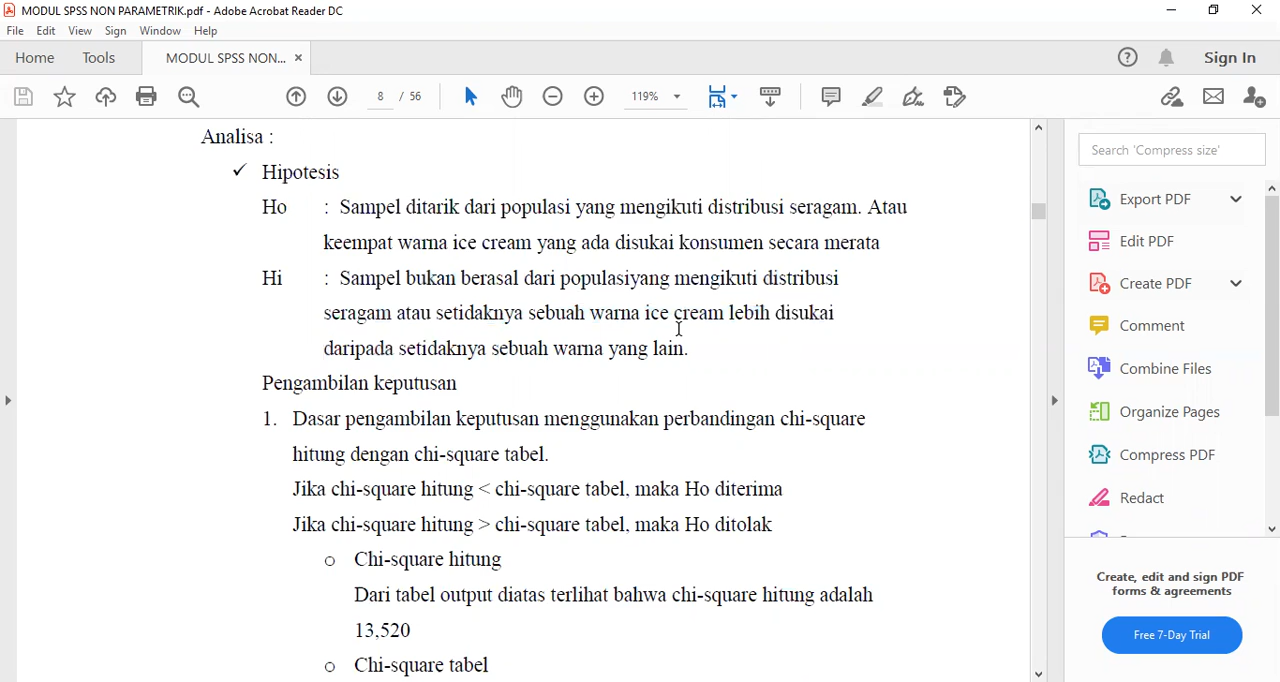 MODUL SPSS NON PARAMETRIK.pdf - Adobe Acrobat Reader DC
File Edit View Sign Window Help
Home Tools MODUL SPSS NON... × Sign In
8 / 56 119%
Analisa :
✓ Hipotesis
Ho : Sampel ditarik dari populasi yang mengikuti distribusi seragam. Atau
keempat warna ice cream yang ada disukai konsumen secara merata
Hi : Sampel bukan berasal dari populasiyang mengikuti distribusi
seragam atau setidaknya sebuah warna ice cream lebih disukai
daripada setidaknya sebuah warna yang lain.
Pengambilan keputusan
1. Dasar pengambilan keputusan menggunakan perbandingan chi-square
hitung dengan chi-square tabel.
Jika chi-square hitung < chi-square tabel, maka Ho diterima
Jika chi-square hitung > chi-square tabel, maka Ho ditolak
o Chi-square hitung
Dari tabel output diatas terlihat bahwa chi-square hitung adalah
13,520
o Chi-square tabel
Search 'Compress size'
Export PDF
Edit PDF
Create PDF
Comment
Combine Files
Organize Pages
Compress PDF
Redact
Create, edit and sign PDF
forms & agreements
Free 7-Day Trial